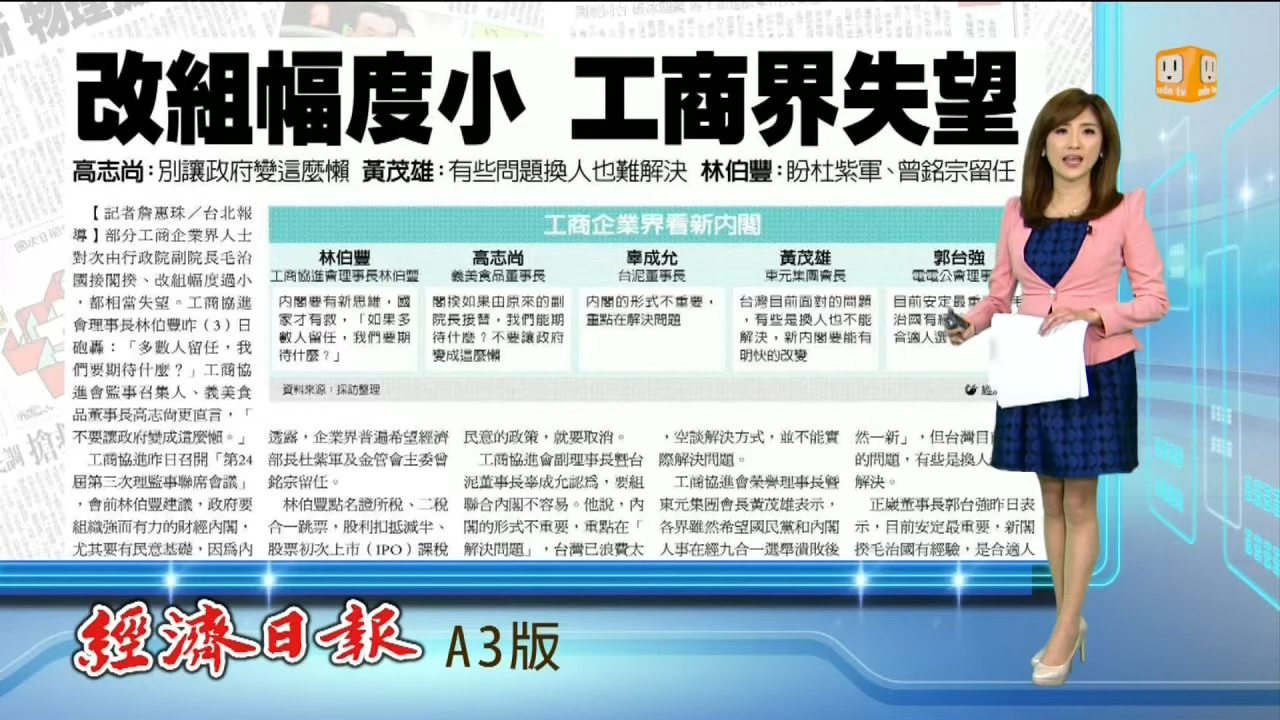 改組幅度小 工商界失望
高志尚：別讓政府變這麼懶 黃茂雄：有些問題換人也難解決 林伯豐：盼杜紫軍、曾銘宗留任
【記者詹惠珠／台北報
導】部分工商企業界人士
對次由行政院副院長毛治
國接閣揆、改組幅度過小
，都相當失望。工商協進
會理事長林伯豐昨（3）日
砲轟：「多數人留任，我
們要期待什麼？」工商協
進會監事召集人、義美食
品董事長高志尚更直言，「
不要讓政府變成這麼懶。」
工商協進昨日召開「第24
屆第三次理監事聯席會議」
，會前林伯豐建議，政府要
組織強而有力的財經內閣，
尤其要有民意基礎，因為內
工商企業界看新內閣
林伯豐
工商協進會理事長林伯豐
內閣要有新思維，國
家才有救，「如果多
數人留任，我們要期
待什麼？」
高志尚
義美食品董事長
閣揆如果由原來的副
院長接替，我們能期
待什麼？不要讓政府
變成這麼懶
辜成允
台泥董事長
內閣的形式不重要，
重點在解決問題
黃茂雄
東元集團會長
台灣目前面對的問題
，有些是換人也不能
解決，新內閣要能有
明快的改變
郭台強
電電公會理事
目前安定最重
治國有
合適人選
資料來源：採訪整理
透露，企業界普遍希望經濟
部長杜紫軍及金管會主委曾
銘宗留任。
林伯豐點名證所稅、二稅
合一跳票，股利扣抵減半、
股票初次上市（IPO）課稅
民意的政策，就要取消。
工商協進會副理事長暨台
泥董事長辜成允認為，要組
聯合內閣不容易。他說，內
閣的形式不重要，重點在「
解決問題」，台灣已浪費太
，空談解決方式，並不能實
際解決問題。
工商協進會榮譽理事長暨
東元集團會長黃茂雄表示，
各界雖然希望國民黨和內閣
人事在經九合一選舉潰敗後
然一新」，但台灣目
的問題，有些是換人
解決。
正崴董事長郭台強昨日表
示，目前安定最重要，新閣
揆毛治國有經驗，是合適人
經濟日報 A3版